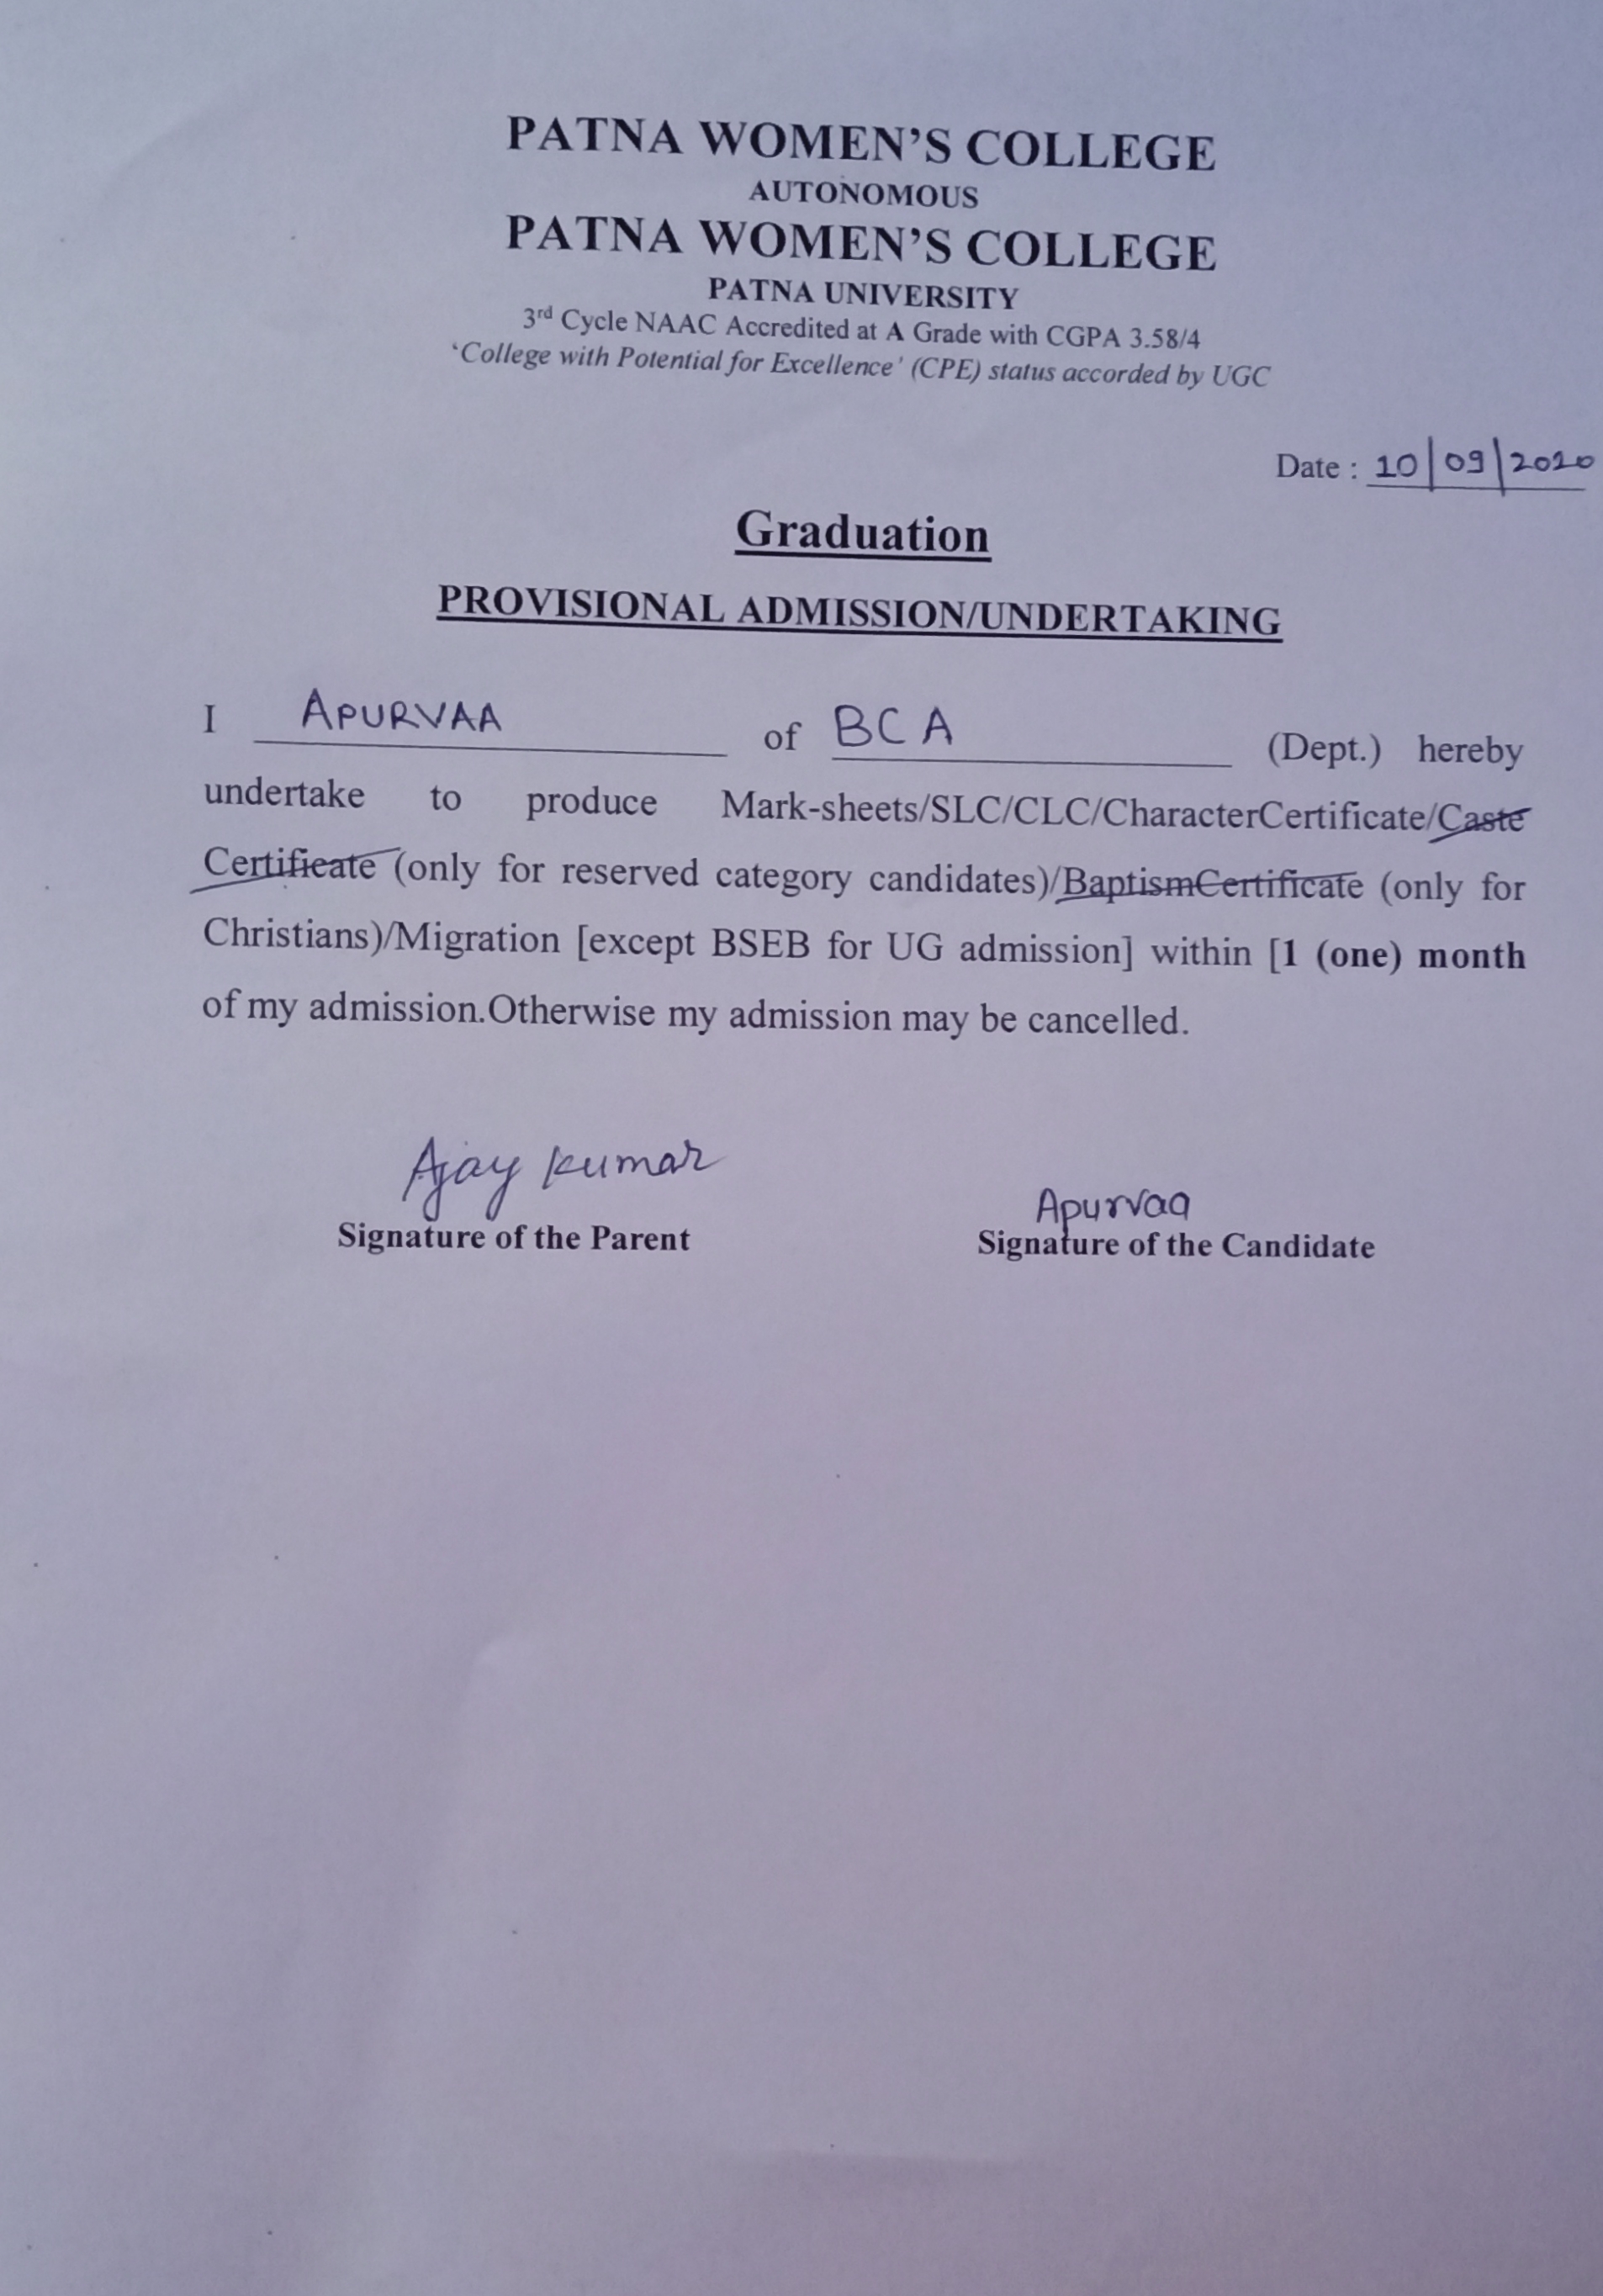 PATNA WOMEN'S COLLEGE
AUTONOMOUS
PATNA WOMEN'S COLLEGE
PATNA UNIVERSITY
3rd Cycle NAAC Accredited at A Grade with CGPA 3.58/4
'College with Potential for Excellence' (CPE) status accorded by UGC
Date : 10/09/2020
Graduation
PROVISIONAL ADMISSION/UNDERTAKING
I APURVAA of BCA (Dept.) hereby
undertake to produce Mark-sheets/SLC/CLC/CharacterCertificate/Caste
Certificate (only for reserved category candidates)/BaptismCertificate (only for
Christians)/Migration [except BSEB for UG admission] within [1 (one) month
of my admission.Otherwise my admission may be cancelled.
Ajay Kumar
Apurvaa
Signature of the Parent
Signature of the Candidate